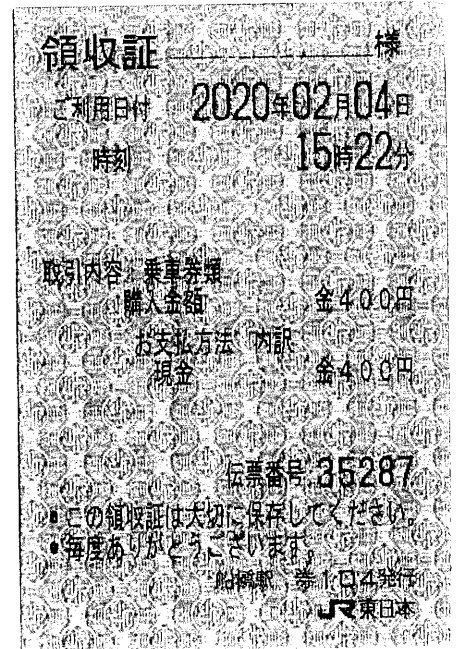 領収証 様
ご利用日付 2020年02月04日
時刻 15時22分
取引内容 乗車券類
購入金額 金400円
お支払方法 内訳
現金 金400円
伝票番号 35287
・この領収証は大切に保存してください。
・毎度ありがとうございます。
船橋駅 券104発行
JR東日本